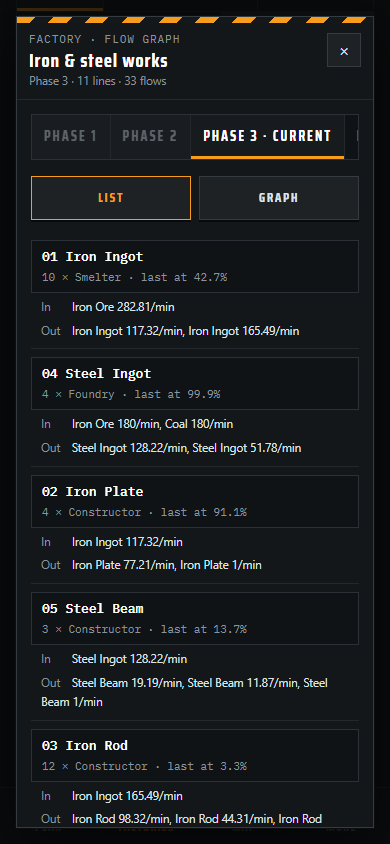 FACTORY · FLOW GRAPH
Iron & steel works
Phase 3 · 11 lines · 33 flows
×
PHASE 1 PHASE 2 PHASE 3 · CURRENT
LIST GRAPH
01 Iron Ingot
10 × Smelter · last at 42.7%
In Iron Ore 282.81/min
Out Iron Ingot 117.32/min, Iron Ingot 165.49/min
04 Steel Ingot
4 × Foundry · last at 99.9%
In Iron Ore 180/min, Coal 180/min
Out Steel Ingot 128.22/min, Steel Ingot 51.78/min
02 Iron Plate
4 × Constructor · last at 91.1%
In Iron Ingot 117.32/min
Out Iron Plate 77.21/min, Iron Plate 1/min
05 Steel Beam
3 × Constructor · last at 13.7%
In Steel Ingot 128.22/min
Out Steel Beam 19.19/min, Steel Beam 11.87/min, Steel
Beam 1/min
03 Iron Rod
12 × Constructor · last at 3.3%
In Iron Ingot 165.49/min
Out Iron Rod 98.32/min, Iron Rod 44.31/min, Iron Rod